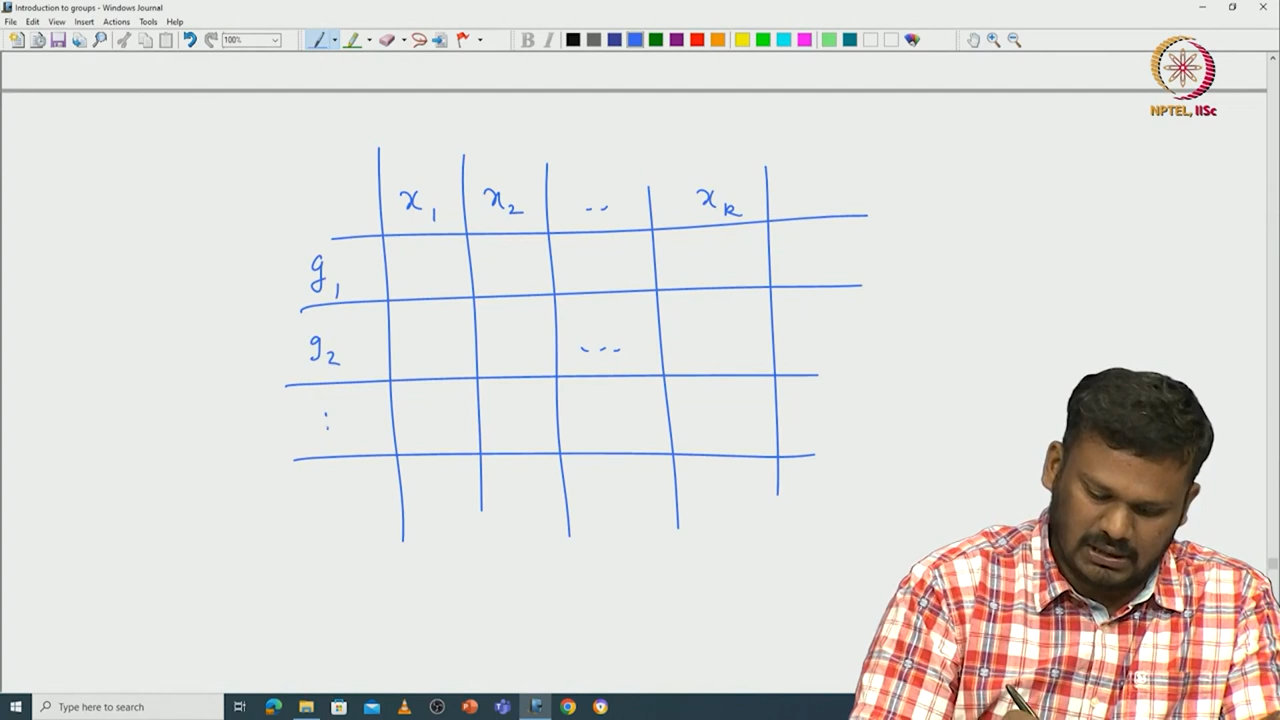 Introduction to groups - Windows Journal
File Edit View Insert Actions Tools Help
100%
B I
NPTEL, IISc
x1 x2 .. xk
g1
g2 ...
:
Type here to search